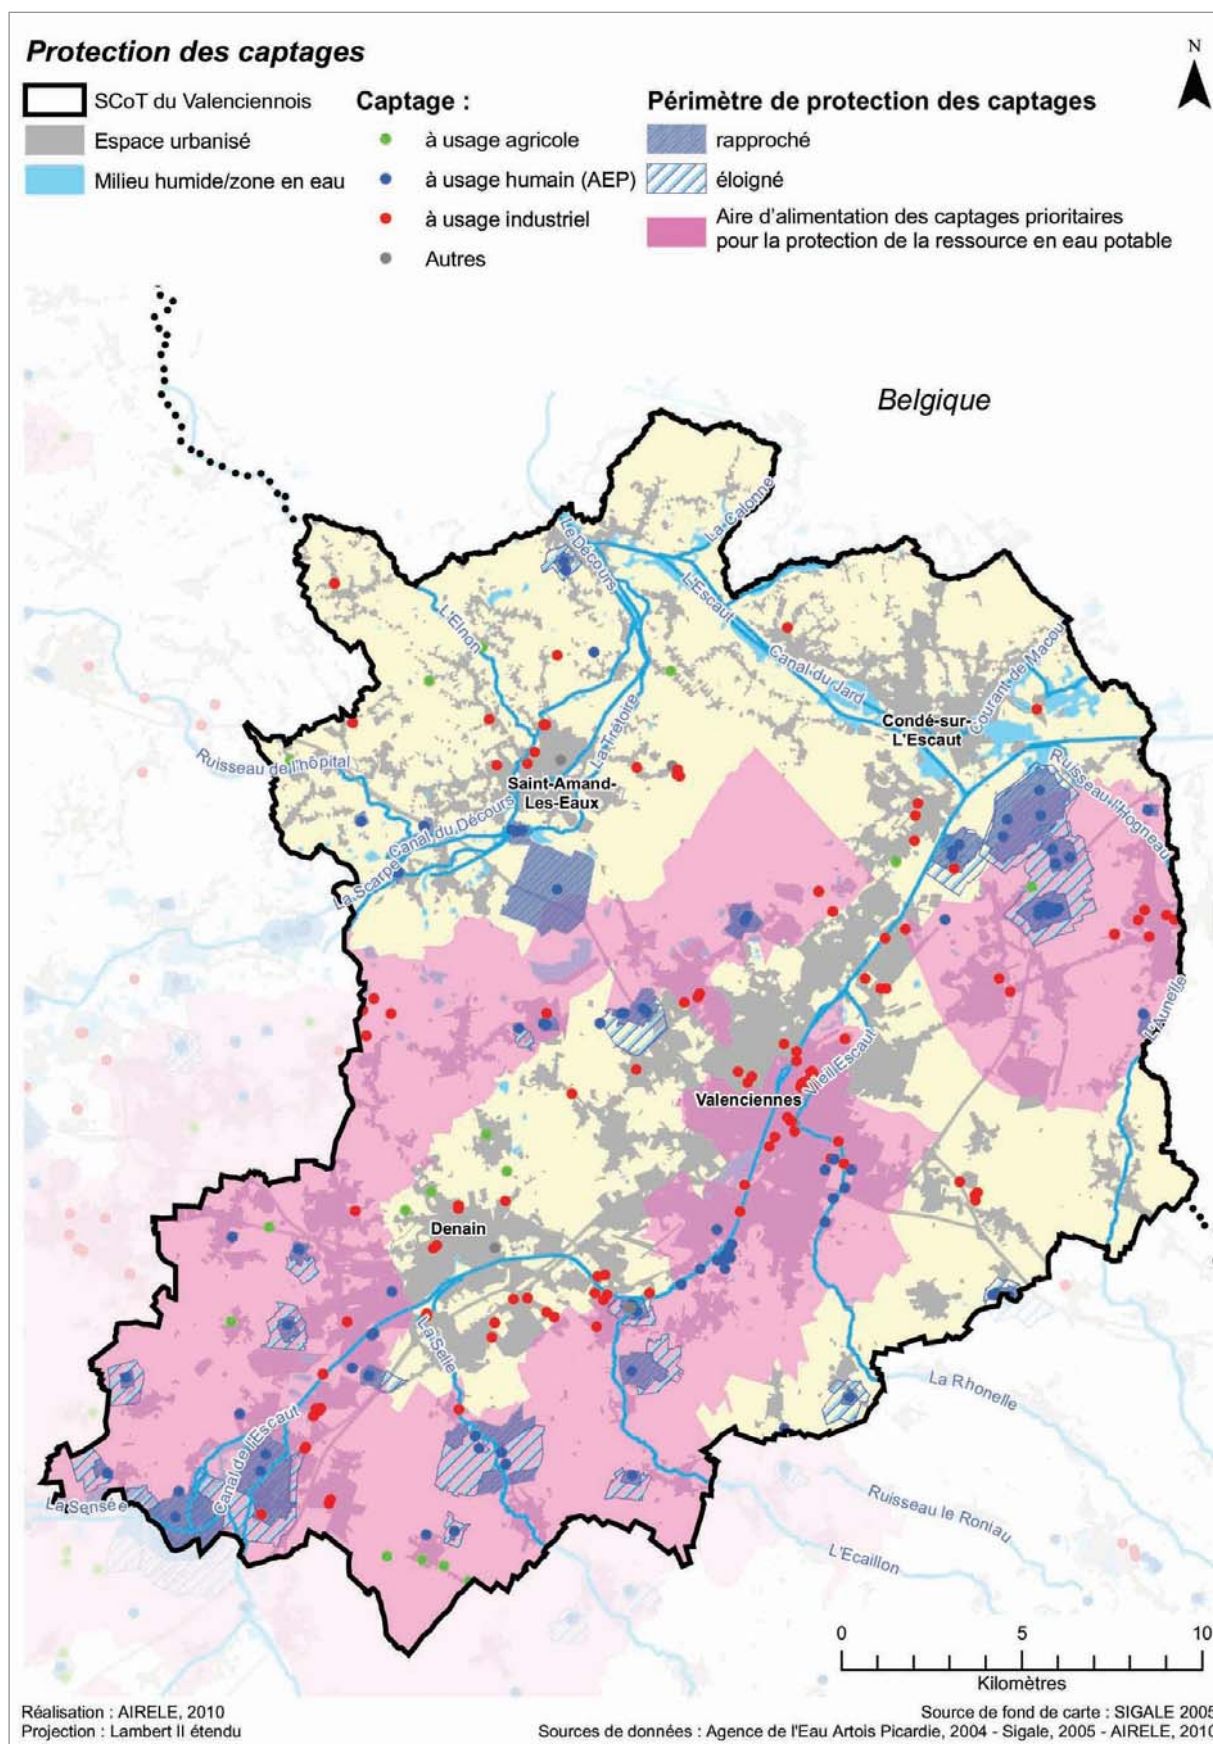 Protection des captages
N
SCoT du Valenciennois
Espace urbanisé
Milieu humide/zone en eau
Captage :
à usage agricole
à usage humain (AEP)
à usage industriel
Autres
Périmètre de protection des captages
rapproché
éloigné
Aire d'alimentation des captages prioritaires
pour la protection de la ressource en eau potable
Belgique
La Calonne
Le Décours
L'Escaut
L'Elnon
Canal du Jard
Courant de Macou
Condé-sur-
L'Escaut
La Trétoire
Ruisseau de l'hôpital
Saint-Amand-
Les-Eaux
Ruisseau l'Hogneau
Canal du Décours
La Scarpe
L'Aunelle
Vieil Escaut
Valenciennes
Denain
La Selle
La Rhonelle
Canal de l'Escaut
La Sensée
Ruisseau le Roniau
L'Ecaillon
0 5 10
Kilomètres
Réalisation : AIRELE, 2010
Projection : Lambert II étendu
Source de fond de carte : SIGALE 2005
Sources de données : Agence de l'Eau Artois Picardie, 2004 - Sigale, 2005 - AIRELE, 2010